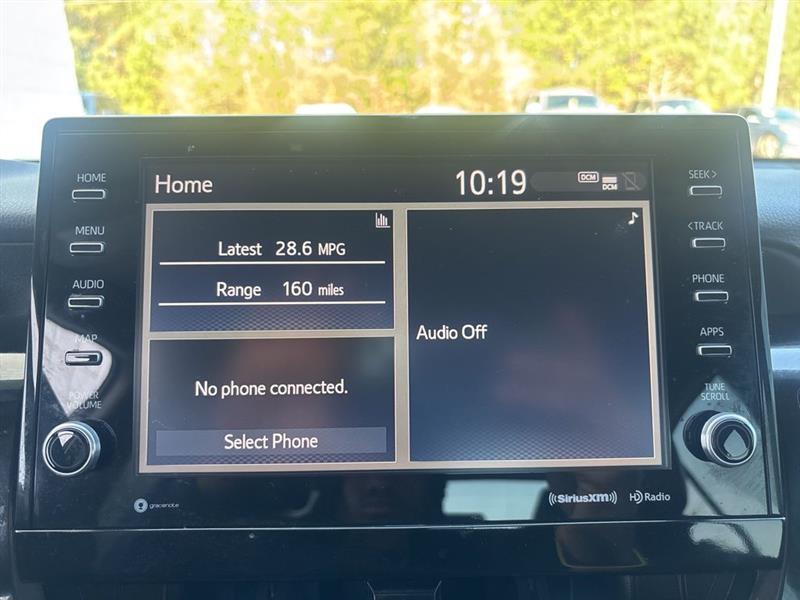 HOME
MENU
AUDIO
MAP
POWER
VOLUME
Home 10:19 DCM DCM
Latest 28.6 MPG
Range 160 miles
No phone connected.
Select Phone
Audio Off
SEEK >
< TRACK
PHONE
APPS
TUNE
SCROLL
gracenote
((SiriusXM))
HD Radio